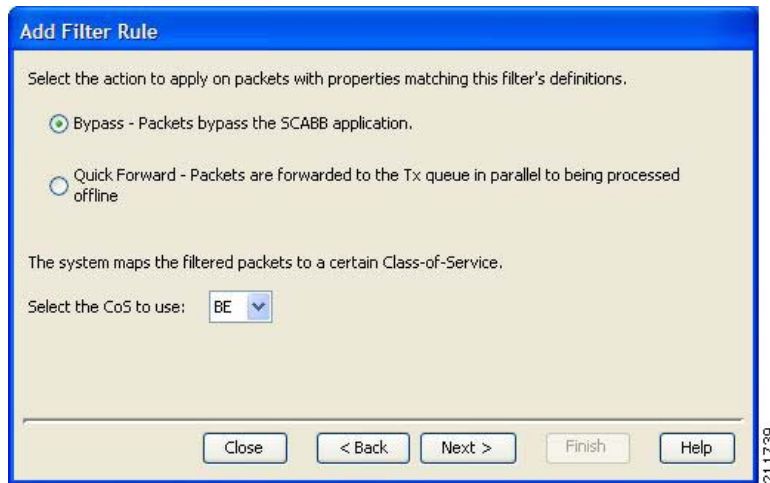 Add Filter Rule
Select the action to apply on packets with properties matching this filter's definitions.
Bypass - Packets bypass the SCABB application.
Quick Forward - Packets are forwarded to the Tx queue in parallel to being processed
offline
The system maps the filtered packets to a certain Class-of-Service.
Select the CoS to use: BE
Close < Back Next > Finish Help
211739